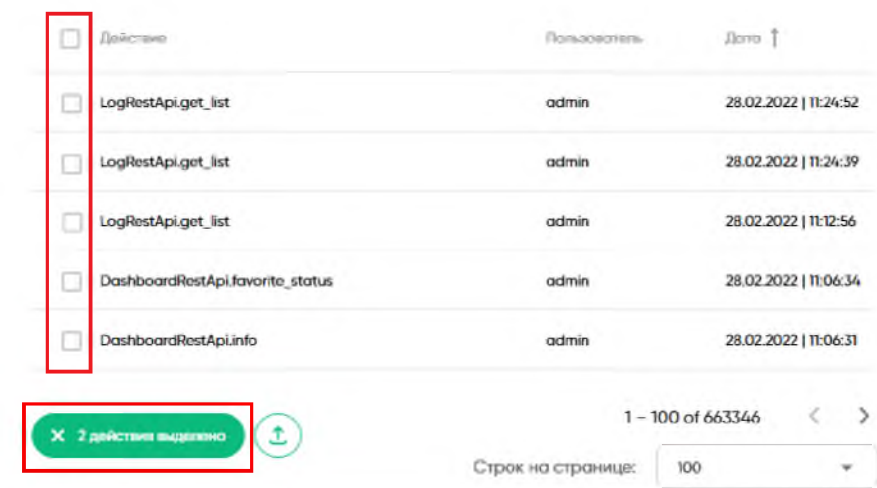 Действие Пользователь Дата ↑
LogRestApi.get_list admin 28.02.2022 | 11:24:52
LogRestApi.get_list admin 28.02.2022 | 11:24:39
LogRestApi.get_list admin 28.02.2022 | 11:12:56
DashboardRestApi.favorite_status admin 28.02.2022 | 11:06:34
DashboardRestApi.info admin 28.02.2022 | 11:06:31
× 2 действия выделено
1 – 100 of 663346 < >
Строк на странице: 100